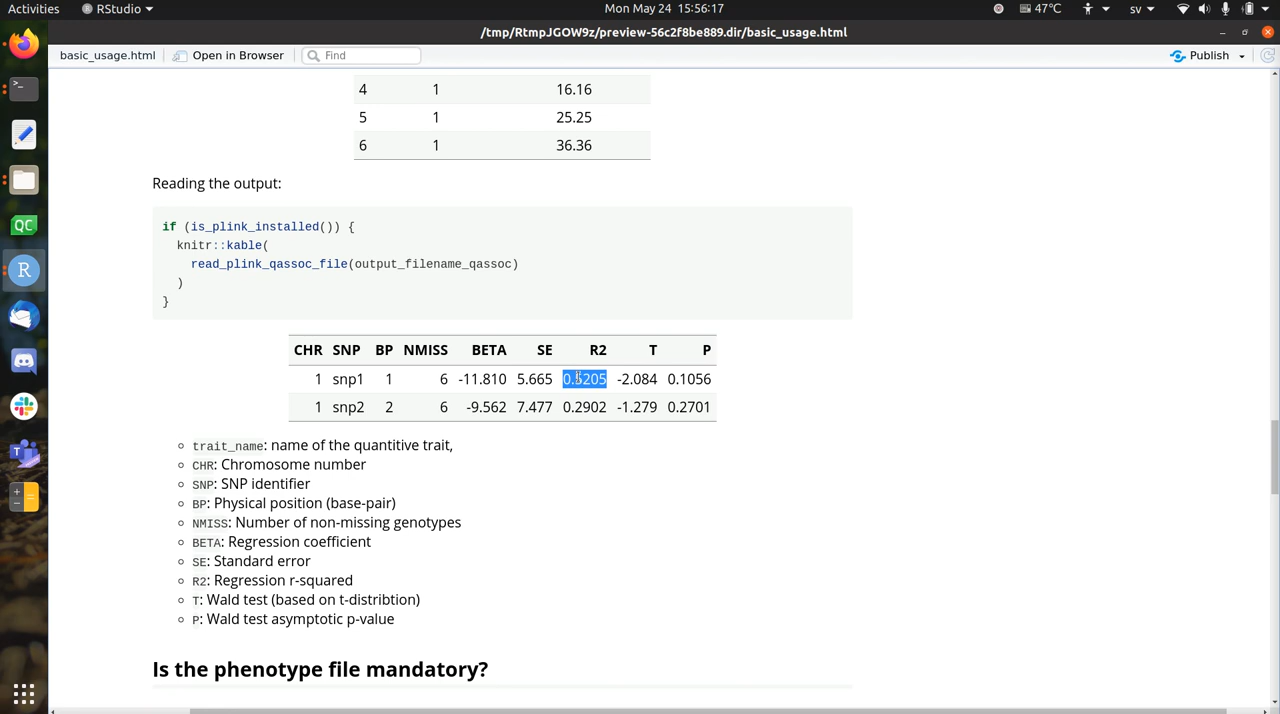 Activities RStudio Mon May 24 15:56:17 47°C sv
/tmp/RtmpJGOW9z/preview-56c2f8be889.dir/basic_usage.html
basic_usage.html Open in Browser Find Publish
4 1 16.16
5 1 25.25
6 1 36.36
Reading the output:
if (is_plink_installed()) {
knitr::kable(
read_plink_qassoc_file(output_filename_qassoc)
)
}
CHR SNP BP NMISS BETA SE R2 T P
1 snp1 1 6 -11.810 5.665 0.5205 -2.084 0.1056
1 snp2 2 6 -9.562 7.477 0.2902 -1.279 0.2701
trait_name: name of the quantitive trait,
CHR: Chromosome number
SNP: SNP identifier
BP: Physical position (base-pair)
NMISS: Number of non-missing genotypes
BETA: Regression coefficient
SE: Standard error
R2: Regression r-squared
T: Wald test (based on t-distribtion)
P: Wald test asymptotic p-value
Is the phenotype file mandatory?
QC
R